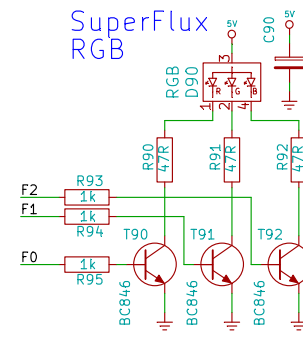 SuperFlux
RGB
5V
5V
C90
RGB
D90
3
R
G
B
1
2
4
R90
47R
R91
47R
R92
47R
F2
R93
1k
F1
1k
R94
F0
1k
R95
T90
T91
T92
BC846
BC846
BC846